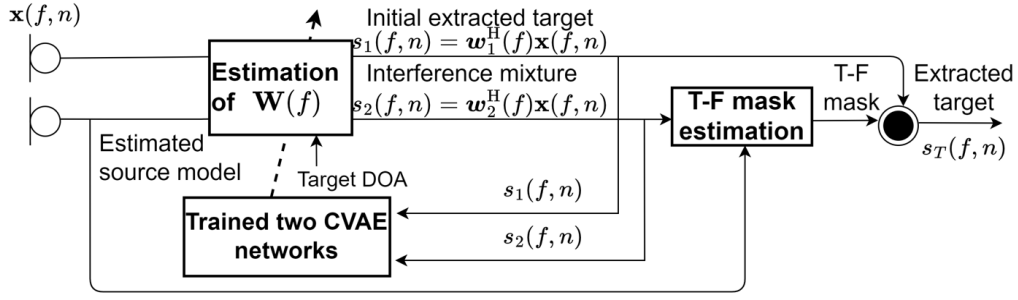 𝐱(f, n)
Initial extracted target
s₁(f, n) = 𝒘₁ᴴ(f)𝐱(f, n)
Estimation
of 𝐖(f)
Interference mixture
s₂(f, n) = 𝒘₂ᴴ(f)𝐱(f, n)
T-F mask
estimation
T-F
mask
Extracted
target
s_T(f, n)
Estimated
source model
Target DOA
Trained two CVAE
networks
s₁(f, n)
s₂(f, n)